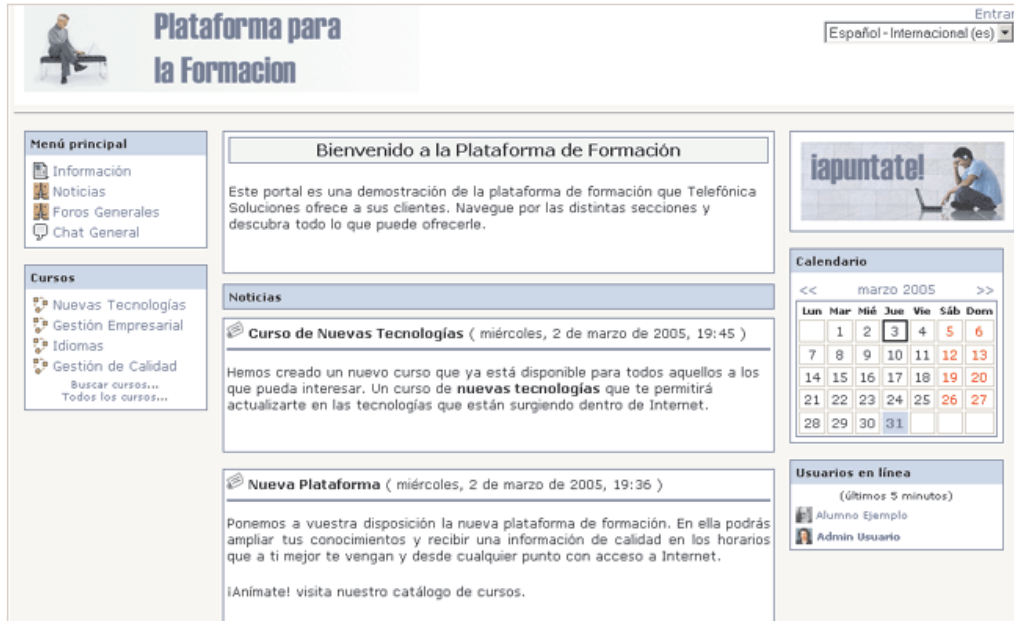 Plataforma para
la Formacion
Entrar
Español - Internacional (es)
Menú principal
Información
Noticias
Foros Generales
Chat General
Cursos
Nuevas Tecnologías
Gestión Empresarial
Idiomas
Gestión de Calidad
Buscar cursos...
Todos los cursos...
Bienvenido a la Plataforma de Formación
Este portal es una demostración de la plataforma de formación que Telefónica
Soluciones ofrece a sus clientes. Navegue por las distintas secciones y
descubra todo lo que puede ofrecerle.
Noticias
Curso de Nuevas Tecnologías ( miércoles, 2 de marzo de 2005, 19:45 )
Hemos creado un nuevo curso que ya está disponible para todos aquellos a los
que pueda interesar. Un curso de nuevas tecnologías que te permitirá
actualizarte en las tecnologías que están surgiendo dentro de Internet.
Nueva Plataforma ( miércoles, 2 de marzo de 2005, 19:36 )
Ponemos a vuestra disposición la nueva plataforma de formación. En ella podrás
ampliar tus conocimientos y recibir una información de calidad en los horarios
que a ti mejor te vengan y desde cualquier punto con acceso a Internet.
¡Anímate! visita nuestro catálogo de cursos.
¡apuntate!
Calendario
<< marzo 2005 >>
Lun Mar Mié Jue Vie Sáb Dom
1 2 3 4 5 6
7 8 9 10 11 12 13
14 15 16 17 18 19 20
21 22 23 24 25 26 27
28 29 30 31
Usuarios en línea
(últimos 5 minutos)
Alumno Ejemplo
Admin Usuario